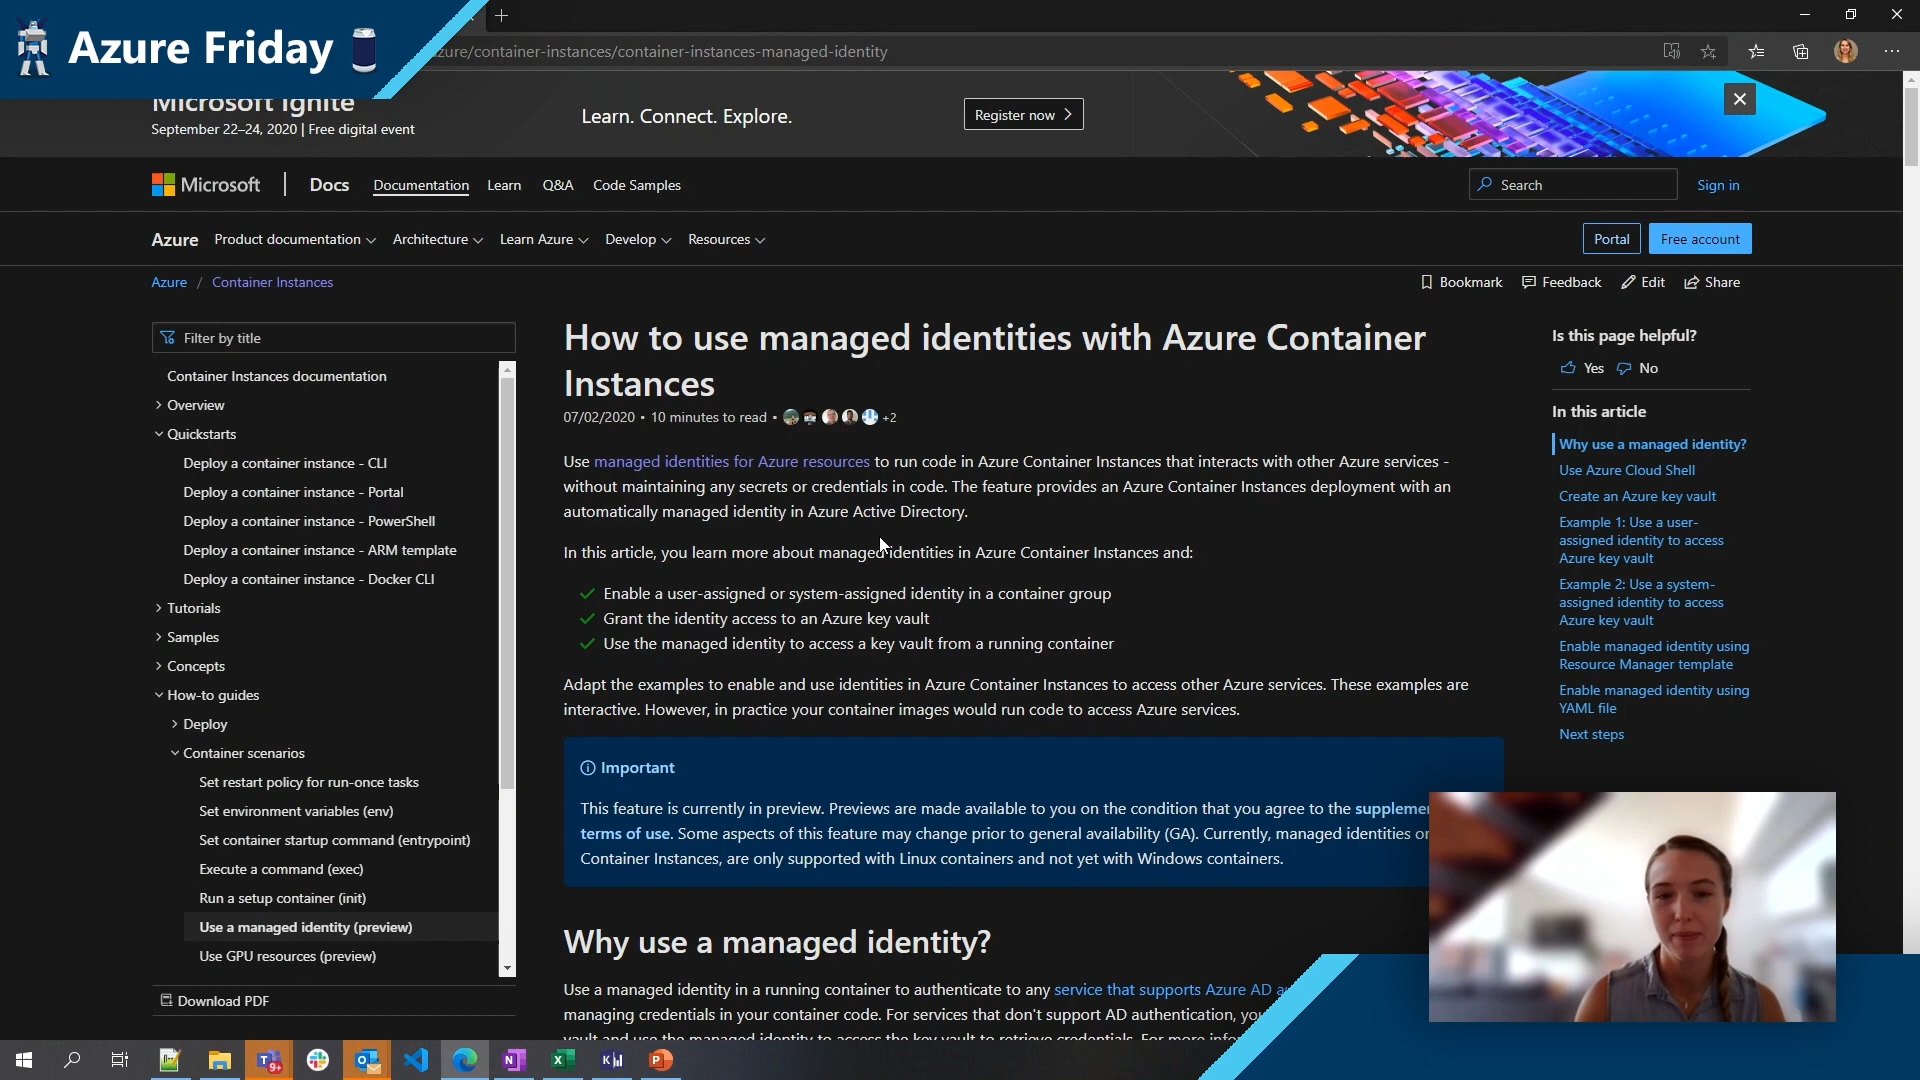 Azure Friday
zure/container-instances/container-instances-managed-identity
Microsoft Ignite
September 22–24, 2020 | Free digital event
Learn. Connect. Explore.
Register now
Microsoft
Docs
Documentation
Learn
Q&A
Code Samples
Search
Sign in
Azure
Product documentation
Architecture
Learn Azure
Develop
Resources
Portal
Free account
Azure / Container Instances
Bookmark
Feedback
Edit
Share
Filter by title
Container Instances documentation
Overview
Quickstarts
Deploy a container instance - CLI
Deploy a container instance - Portal
Deploy a container instance - PowerShell
Deploy a container instance - ARM template
Deploy a container instance - Docker CLI
Tutorials
Samples
Concepts
How-to guides
Deploy
Container scenarios
Set restart policy for run-once tasks
Set environment variables (env)
Set container startup command (entrypoint)
Execute a command (exec)
Run a setup container (init)
Use a managed identity (preview)
Use GPU resources (preview)
Download PDF
How to use managed identities with Azure Container
Instances
07/02/2020 • 10 minutes to read • +2
Use managed identities for Azure resources to run code in Azure Container Instances that interacts with other Azure services -
without maintaining any secrets or credentials in code. The feature provides an Azure Container Instances deployment with an
automatically managed identity in Azure Active Directory.
In this article, you learn more about managed identities in Azure Container Instances and:
Enable a user-assigned or system-assigned identity in a container group
Grant the identity access to an Azure key vault
Use the managed identity to access a key vault from a running container
Adapt the examples to enable and use identities in Azure Container Instances to access other Azure services. These examples are
interactive. However, in practice your container images would run code to access Azure services.
Important
This feature is currently in preview. Previews are made available to you on the condition that you agree to the
terms of use. Some aspects of this feature may change prior to general availability (GA). Currently, managed identities
Container Instances, are only supported with Linux containers and not yet with Windows containers.
Why use a managed identity?
Use a managed identity in a running container to authenticate to any service that supports Azure AD
managing credentials in your container code. For services that don't support AD authentication,
vault and use the managed identity to access the key vault to retrieve credentials. For more
Is this page helpful?
Yes
No
In this article
Why use a managed identity?
Use Azure Cloud Shell
Create an Azure key vault
Example 1: Use a user-
assigned identity to access
Azure key vault
Example 2: Use a system-
assigned identity to access
Azure key vault
Enable managed identity using
Resource Manager template
Enable managed identity using
YAML file
Next steps
9+